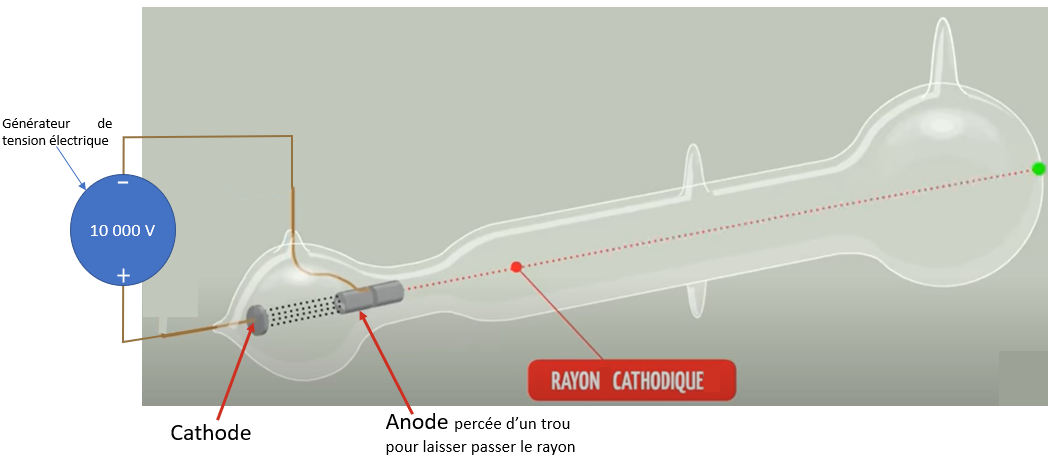 Générateur de
tension électrique
−
10 000 V
+
RAYON CATHODIQUE
Cathode
Anode percée d’un trou
pour laisser passer le rayon